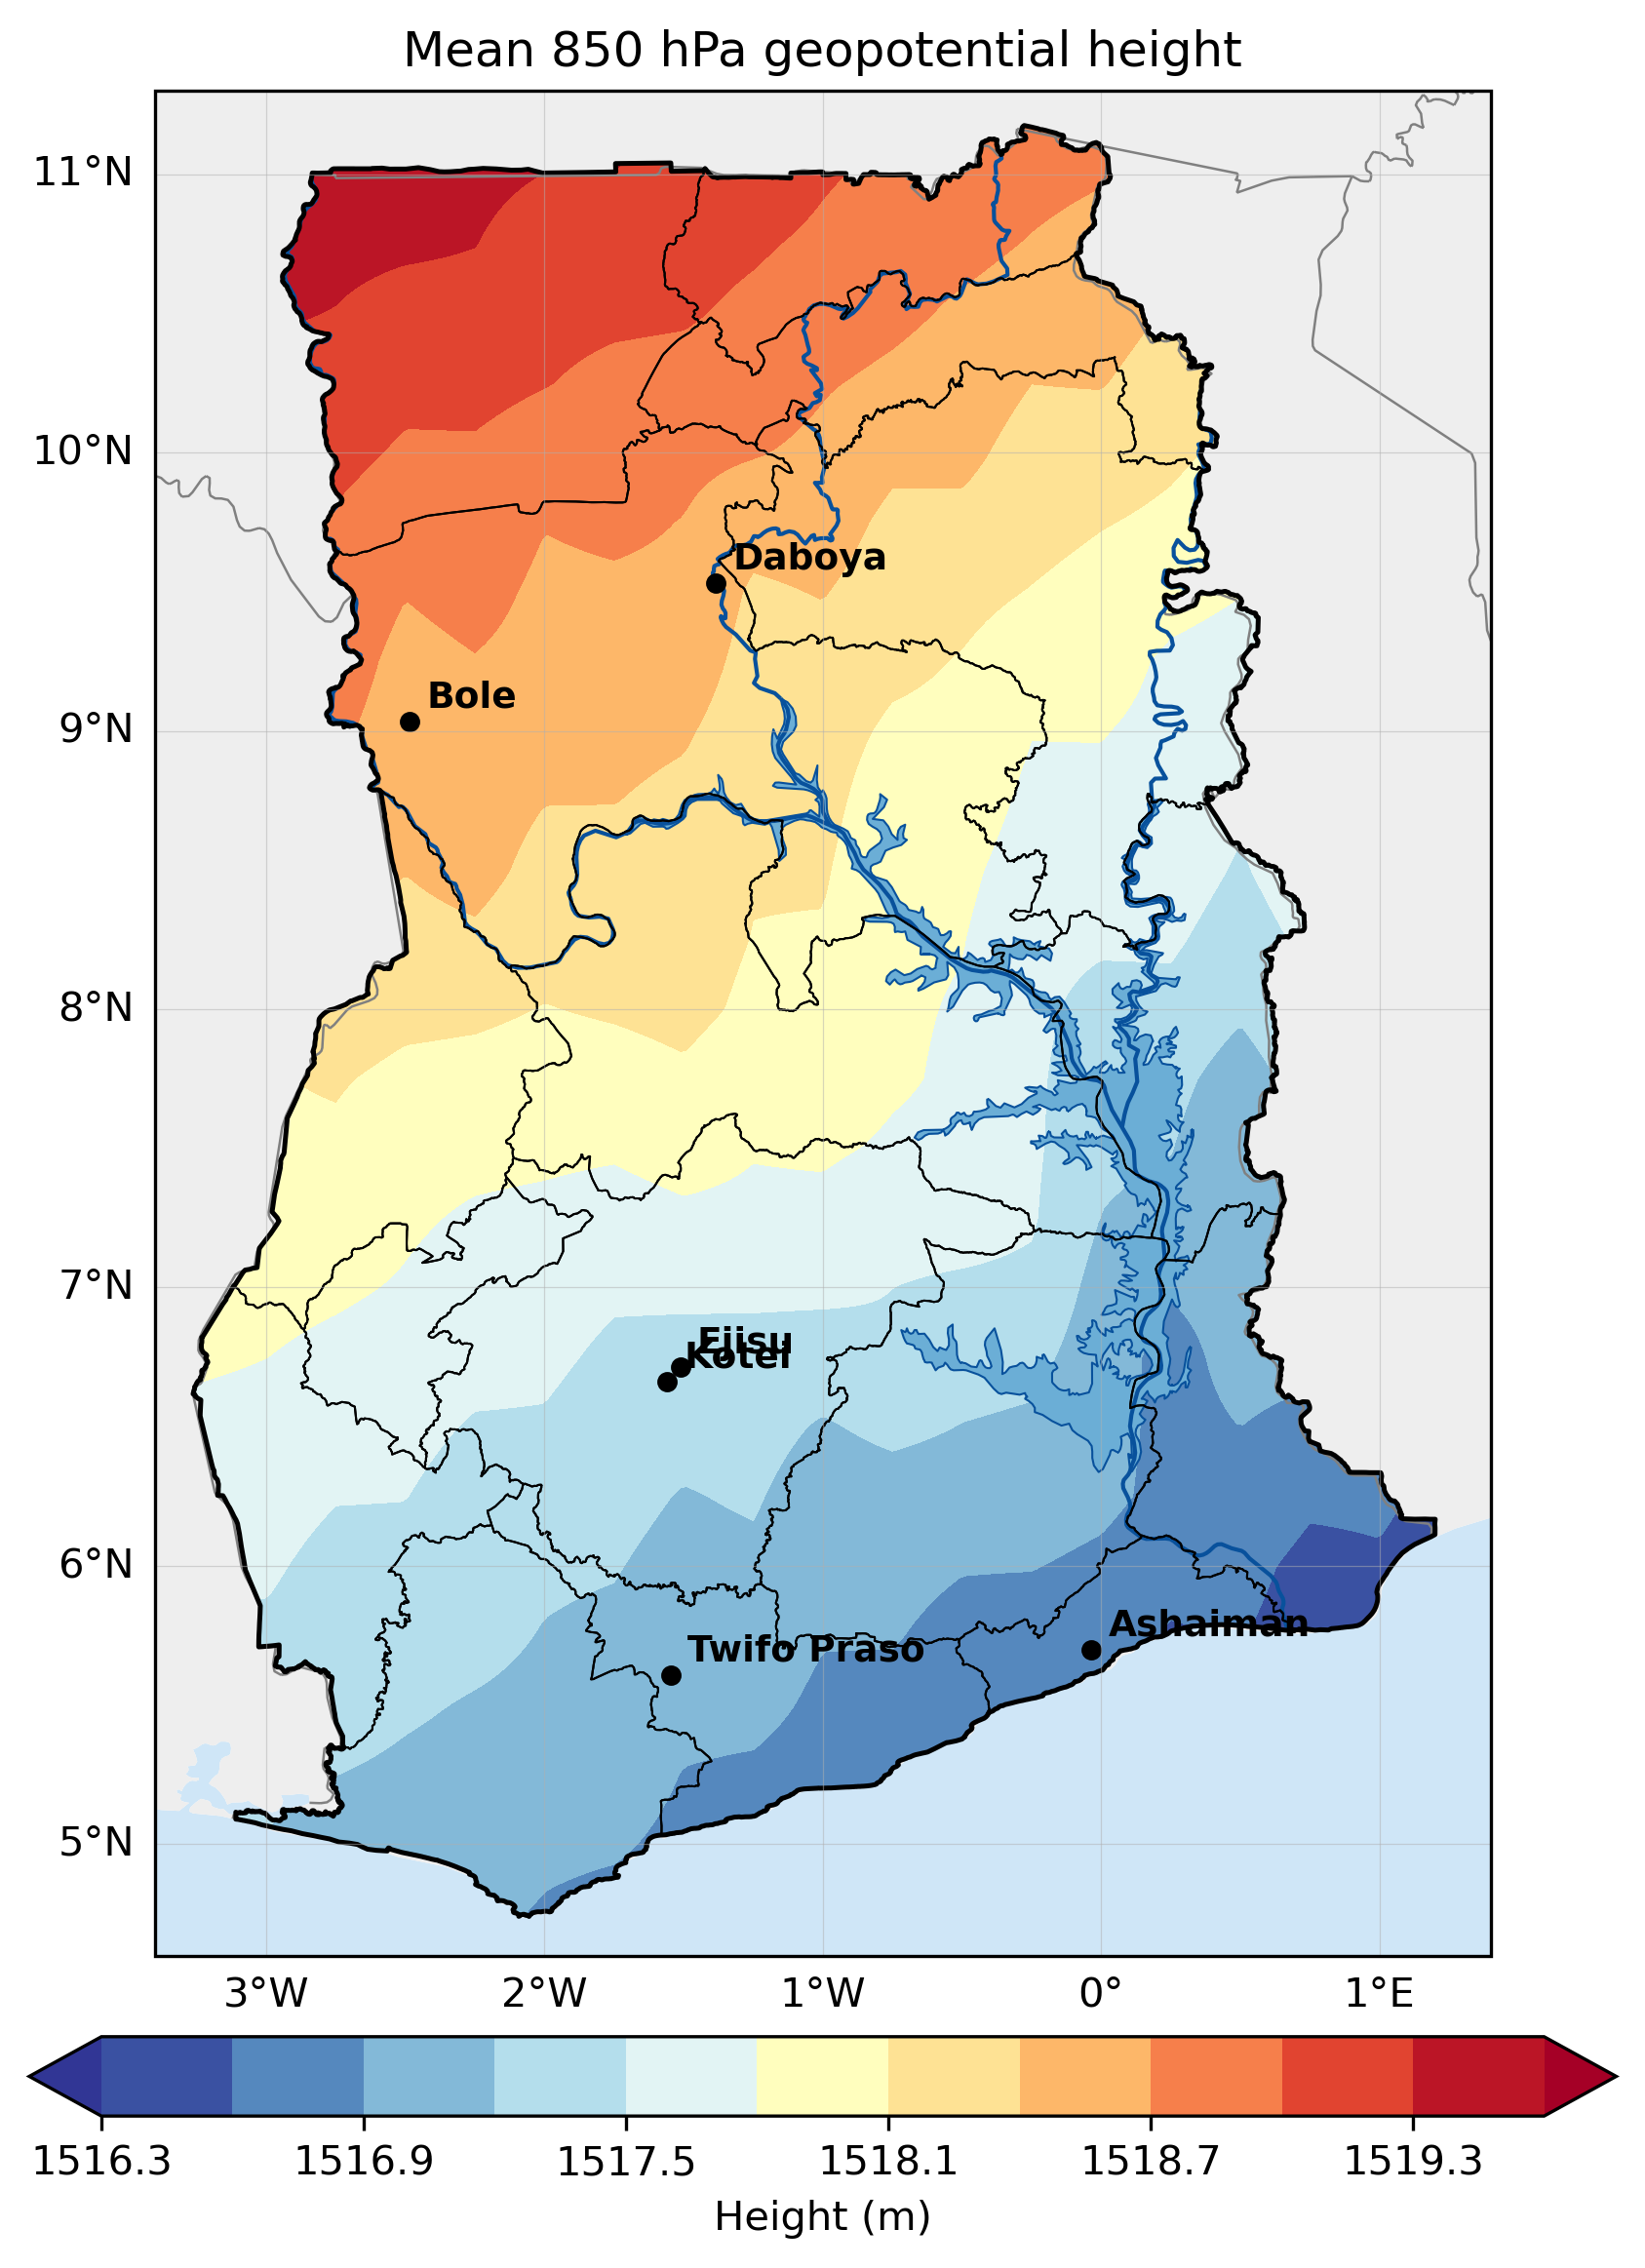 Mean 850 hPa geopotential height
11°N
10°N
Daboya
Bole
9°N
8°N
7°N
Ejisu
Kotei
6°N
Ashaiman
Twifo Praso
5°N
3°W 2°W 1°W 0° 1°E
1516.3 1516.9 1517.5 1518.1 1518.7 1519.3
Height (m)